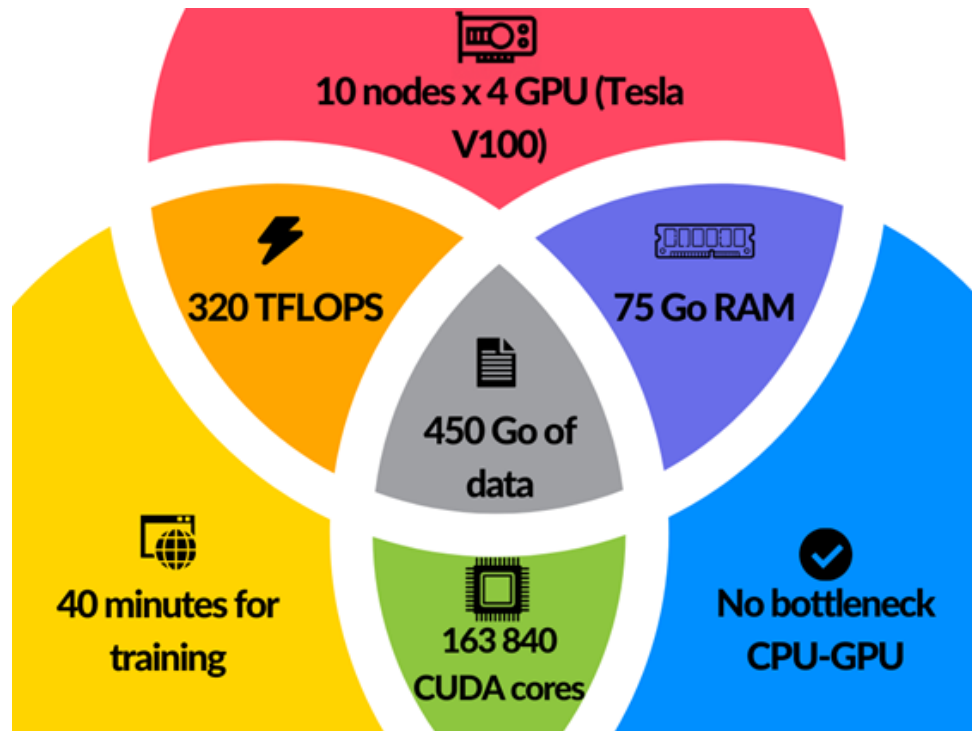 10 nodes x 4 GPU (Tesla
V100)
320 TFLOPS
75 Go RAM
450 Go of
data
40 minutes for
training
No bottleneck
CPU-GPU
163 840
CUDA cores